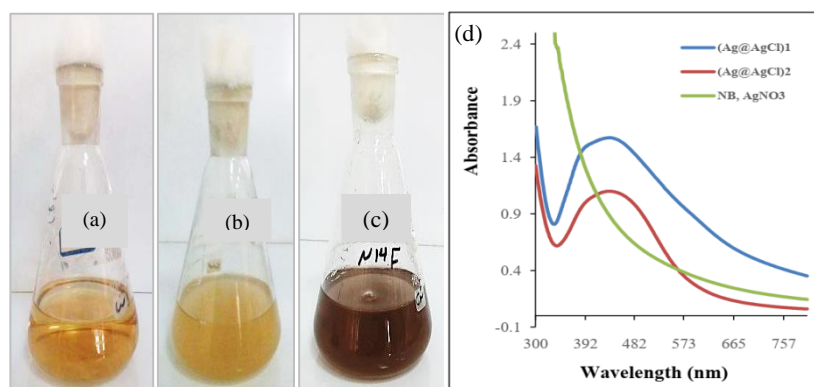 (a)
(b)
(c)
N14F
(d)
2.4
1.9
1.4
0.9
0.4
-0.1
Absorbance
(Ag@AgCl)1
(Ag@AgCl)2
NB, AgNO3
300 392 482 573 665 757
Wavelength (nm)